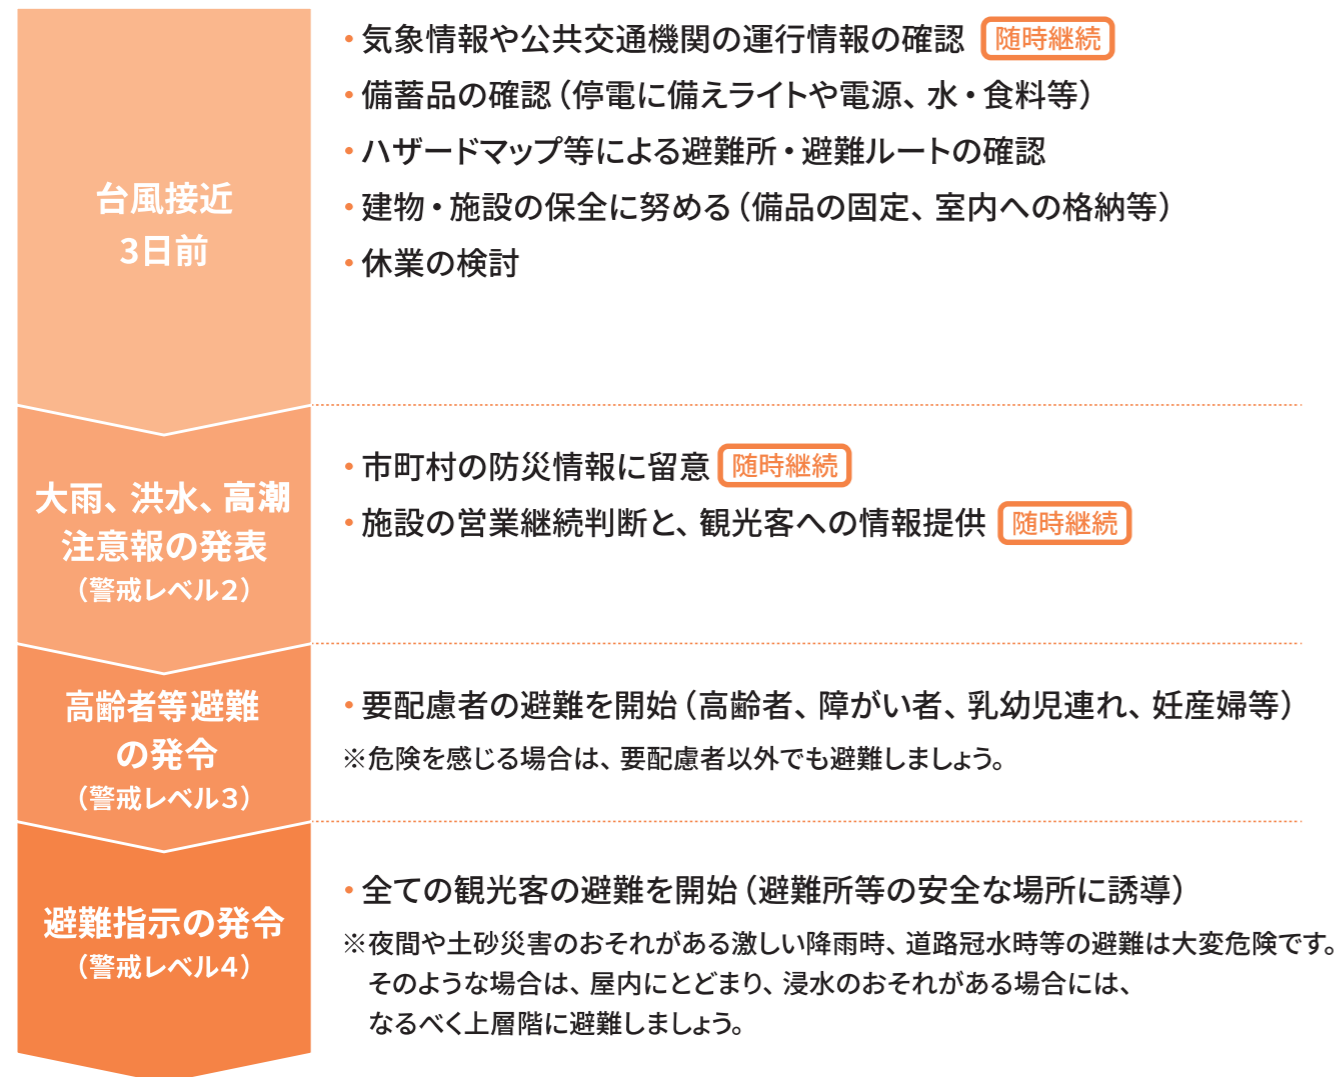 台風接近
3日前
・気象情報や公共交通機関の運行情報の確認 随時継続
・備蓄品の確認（停電に備えライトや電源、水・食料等）
・ハザードマップ等による避難所・避難ルートの確認
・建物・施設の保全に努める（備品の固定、室内への格納等）
・休業の検討
大雨、洪水、高潮
注意報の発表
（警戒レベル2）
・市町村の防災情報に留意 随時継続
・施設の営業継続判断と、観光客への情報提供 随時継続
高齢者等避難
の発令
（警戒レベル3）
・要配慮者の避難を開始（高齢者、障がい者、乳幼児連れ、妊産婦等）
※危険を感じる場合は、要配慮者以外でも避難しましょう。
避難指示の発令
（警戒レベル4）
・全ての観光客の避難を開始（避難所等の安全な場所に誘導）
※夜間や土砂災害のおそれがある激しい降雨時、道路冠水時等の避難は大変危険です。
そのような場合は、屋内にとどまり、浸水のおそれがある場合には、
なるべく上層階に避難しましょう。